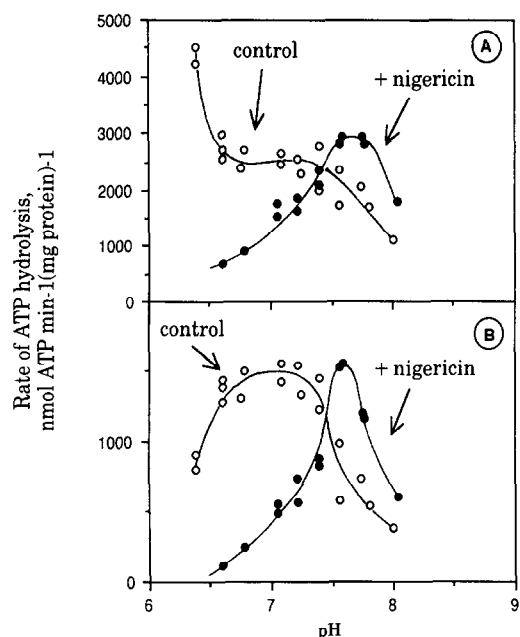 5000
4000
3000
2000
1000
0
control
+ nigericin
A
Rate of ATP hydrolysis,
nmol ATP min-1(mg protein)-1
control
+ nigericin
B
1000
0
6
7
8
9
pH